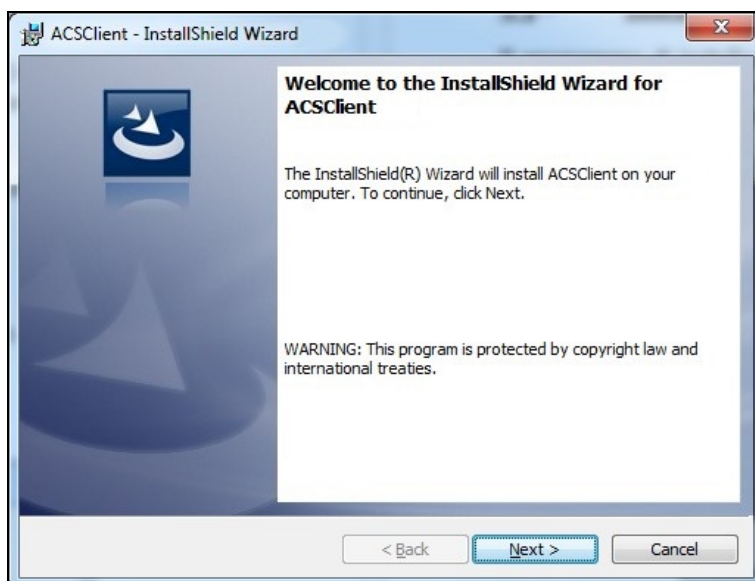 ACSClient - InstallShield Wizard
Welcome to the InstallShield Wizard for
ACSClient
The InstallShield(R) Wizard will install ACSClient on your
computer. To continue, click Next.
WARNING: This program is protected by copyright law and
international treaties.
< Back
Next >
Cancel